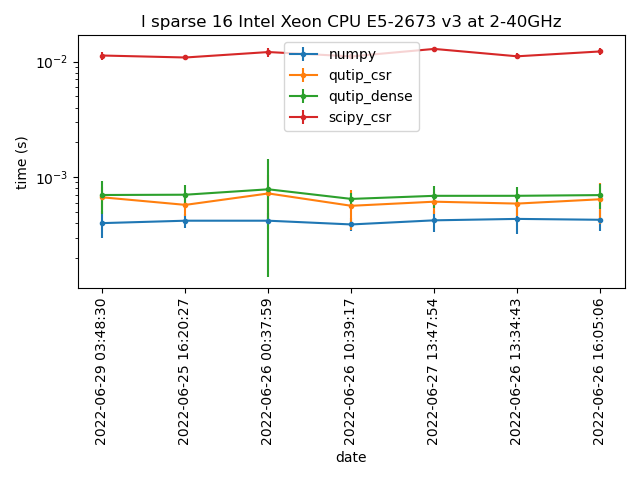 I sparse 16 Intel Xeon CPU E5-2673 v3 at 2-40GHz
numpy
qutip_csr
qutip_dense
scipy_csr
10⁻²
10⁻³
time (s)
2022-06-29 03:48:30
2022-06-25 16:20:27
2022-06-26 00:37:59
2022-06-26 10:39:17
2022-06-27 13:47:54
2022-06-26 13:34:43
2022-06-26 16:05:06
date